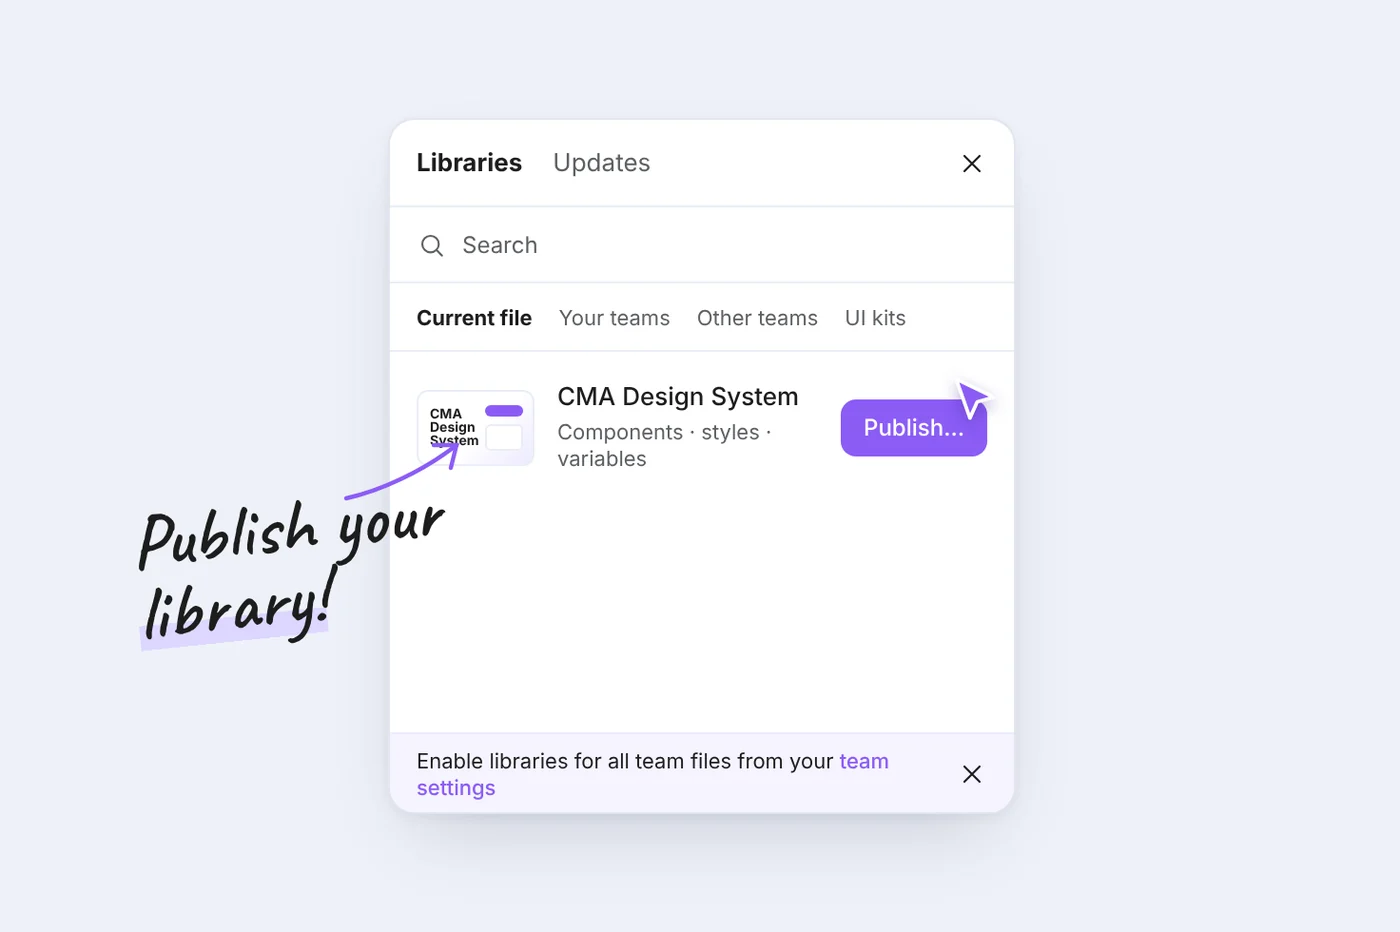 Libraries Updates
Search
Current file Your teams Other teams UI kits
CMA
Design
System
CMA Design System
Components · styles ·
variables
Publish...
Publish your
library!
Enable libraries for all team files from your team
settings